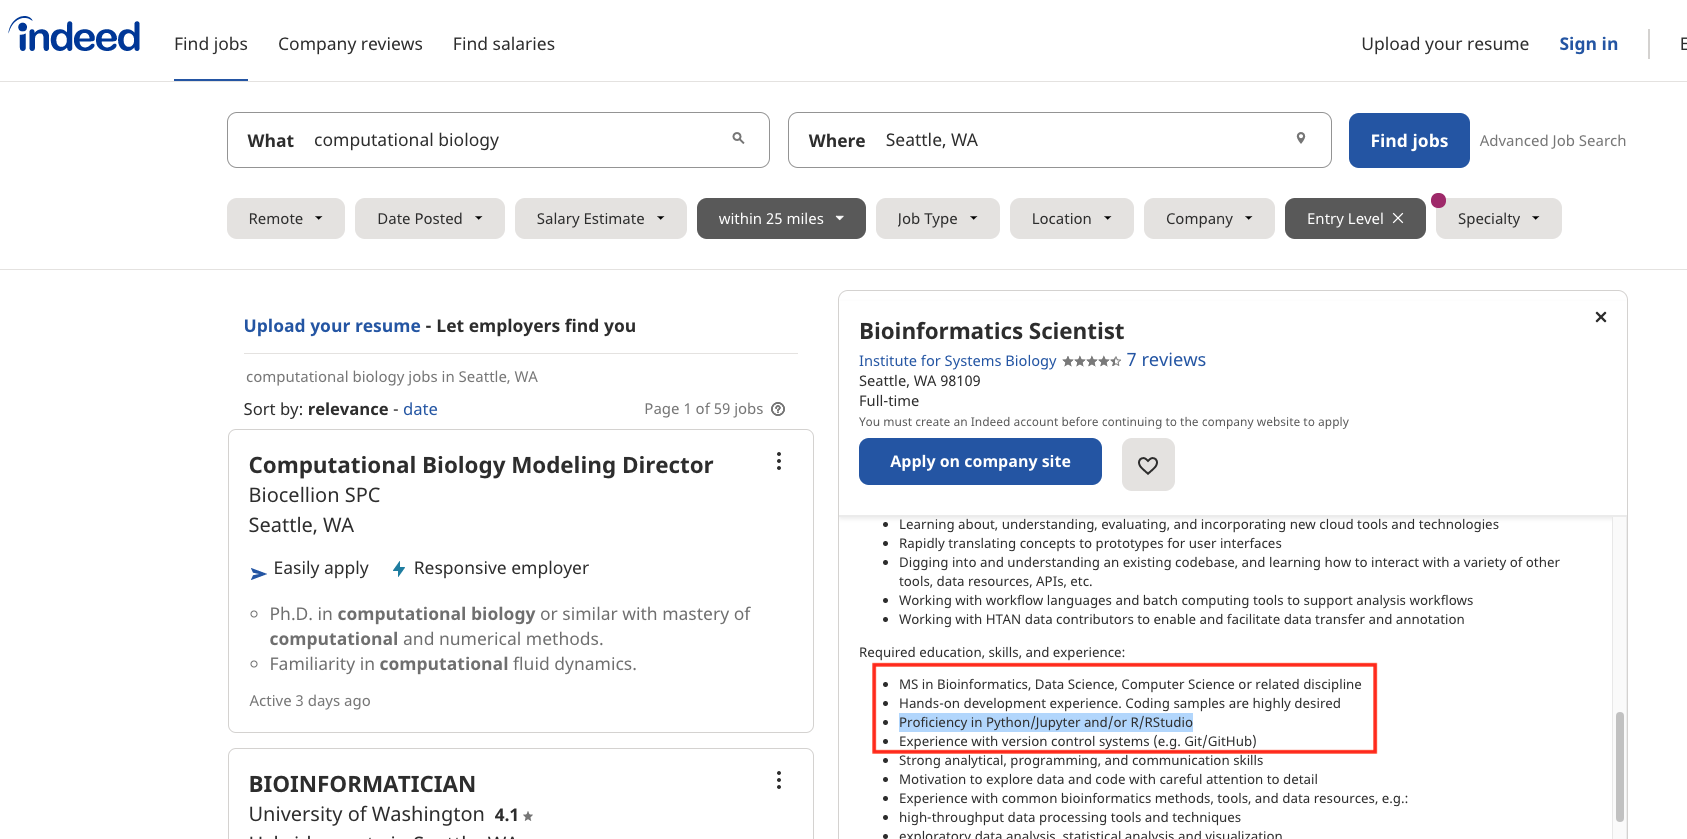 indeed
Find jobs
Company reviews
Find salaries
Upload your resume
Sign in
What computational biology
Where Seattle, WA
Find jobs
Advanced Job Search
Remote
Date Posted
Salary Estimate
within 25 miles
Job Type
Location
Company
Entry Level
Specialty
Upload your resume - Let employers find you
computational biology jobs in Seattle, WA
Sort by: relevance - date
Page 1 of 59 jobs
Computational Biology Modeling Director
Biocellion SPC
Seattle, WA
Easily apply
Responsive employer
Ph.D. in computational biology or similar with mastery of
computational and numerical methods.
Familiarity in computational fluid dynamics.
Active 3 days ago
BIOINFORMATICIAN
University of Washington 4.1
Bioinformatics Scientist
Institute for Systems Biology 7 reviews
Seattle, WA 98109
Full-time
You must create an Indeed account before continuing to the company website to apply
Apply on company site
Learning about, understanding, evaluating, and incorporating new cloud tools and technologies
Rapidly translating concepts to prototypes for user interfaces
Digging into and understanding an existing codebase, and learning how to interact with a variety of other
tools, data resources, APIs, etc.
Working with workflow languages and batch computing tools to support analysis workflows
Working with HTAN data contributors to enable and facilitate data transfer and annotation
Required education, skills, and experience:
MS in Bioinformatics, Data Science, Computer Science or related discipline
Hands-on development experience. Coding samples are highly desired
Proficiency in Python/Jupyter and/or R/RStudio
Experience with version control systems (e.g. Git/GitHub)
Strong analytical, programming, and communication skills
Motivation to explore data and code with careful attention to detail
Experience with common bioinformatics methods, tools, and data resources, e.g.:
high-throughput data processing tools and techniques
exploratory data analysis, statistical analysis and visualization